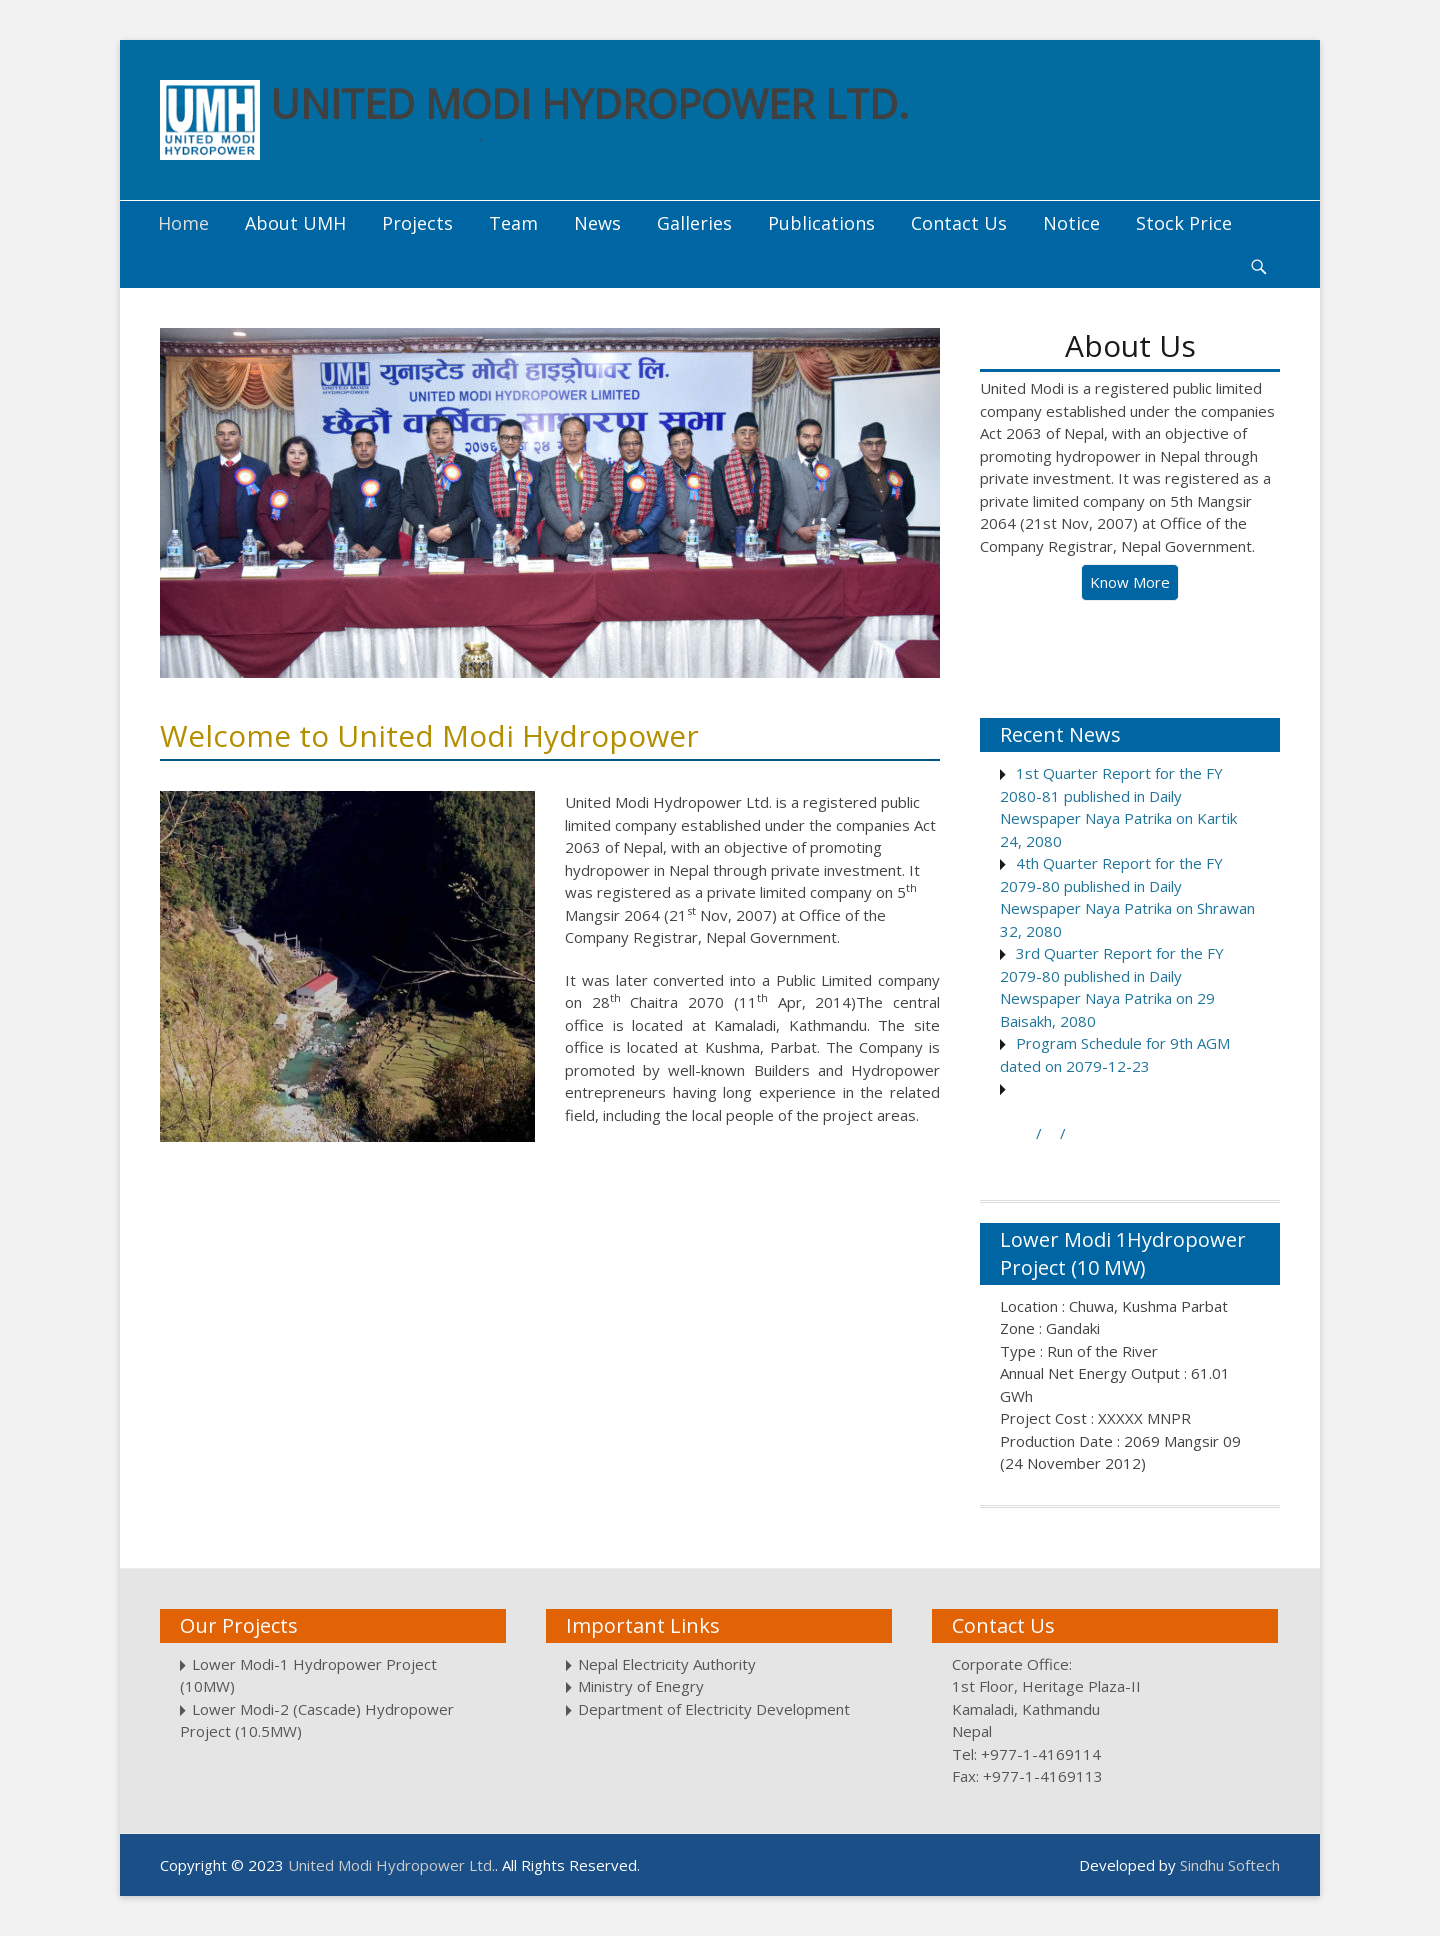 UMH
UNITED MODI
HYDROPOWER
UNITED MODI HYDROPOWER LTD.
Home About UMH Projects Team News Galleries Publications Contact Us Notice Stock Price
UMH
UNITED MODI
HYDROPOWER
युनाइटेड मोदी हाइड्रोपावर लि.
UNITED MODI HYDROPOWER LIMITED
छैठौं वार्षिक साधारण सभा
२०७६ २४
About Us
United Modi is a registered public limited
company established under the companies
Act 2063 of Nepal, with an objective of
promoting hydropower in Nepal through
private investment. It was registered as a
private limited company on 5th Mangsir
2064 (21st Nov, 2007) at Office of the
Company Registrar, Nepal Government.
Know More
Welcome to United Modi Hydropower
United Modi Hydropower Ltd. is a registered public
limited company established under the companies Act
2063 of Nepal, with an objective of promoting
hydropower in Nepal through private investment. It
was registered as a private limited company on 5th
Mangsir 2064 (21st Nov, 2007) at Office of the
Company Registrar, Nepal Government.
It was later converted into a Public Limited company
on 28th Chaitra 2070 (11th Apr, 2014)The central
office is located at Kamaladi, Kathmandu. The site
office is located at Kushma, Parbat. The Company is
promoted by well-known Builders and Hydropower
entrepreneurs having long experience in the related
field, including the local people of the project areas.
Recent News
1st Quarter Report for the FY
2080-81 published in Daily
Newspaper Naya Patrika on Kartik
24, 2080
4th Quarter Report for the FY
2079-80 published in Daily
Newspaper Naya Patrika on Shrawan
32, 2080
3rd Quarter Report for the FY
2079-80 published in Daily
Newspaper Naya Patrika on 29
Baisakh, 2080
Program Schedule for 9th AGM
dated on 2079-12-23
/ /
Lower Modi 1Hydropower
Project (10 MW)
Location : Chuwa, Kushma Parbat
Zone : Gandaki
Type : Run of the River
Annual Net Energy Output : 61.01
GWh
Project Cost : XXXXX MNPR
Production Date : 2069 Mangsir 09
(24 November 2012)
Our Projects
Lower Modi-1 Hydropower Project
(10MW)
Lower Modi-2 (Cascade) Hydropower
Project (10.5MW)
Important Links
Nepal Electricity Authority
Ministry of Enegry
Department of Electricity Development
Contact Us
Corporate Office:
1st Floor, Heritage Plaza-II
Kamaladi, Kathmandu
Nepal
Tel: +977-1-4169114
Fax: +977-1-4169113
Copyright © 2023 United Modi Hydropower Ltd.. All Rights Reserved.
Developed by Sindhu Softech